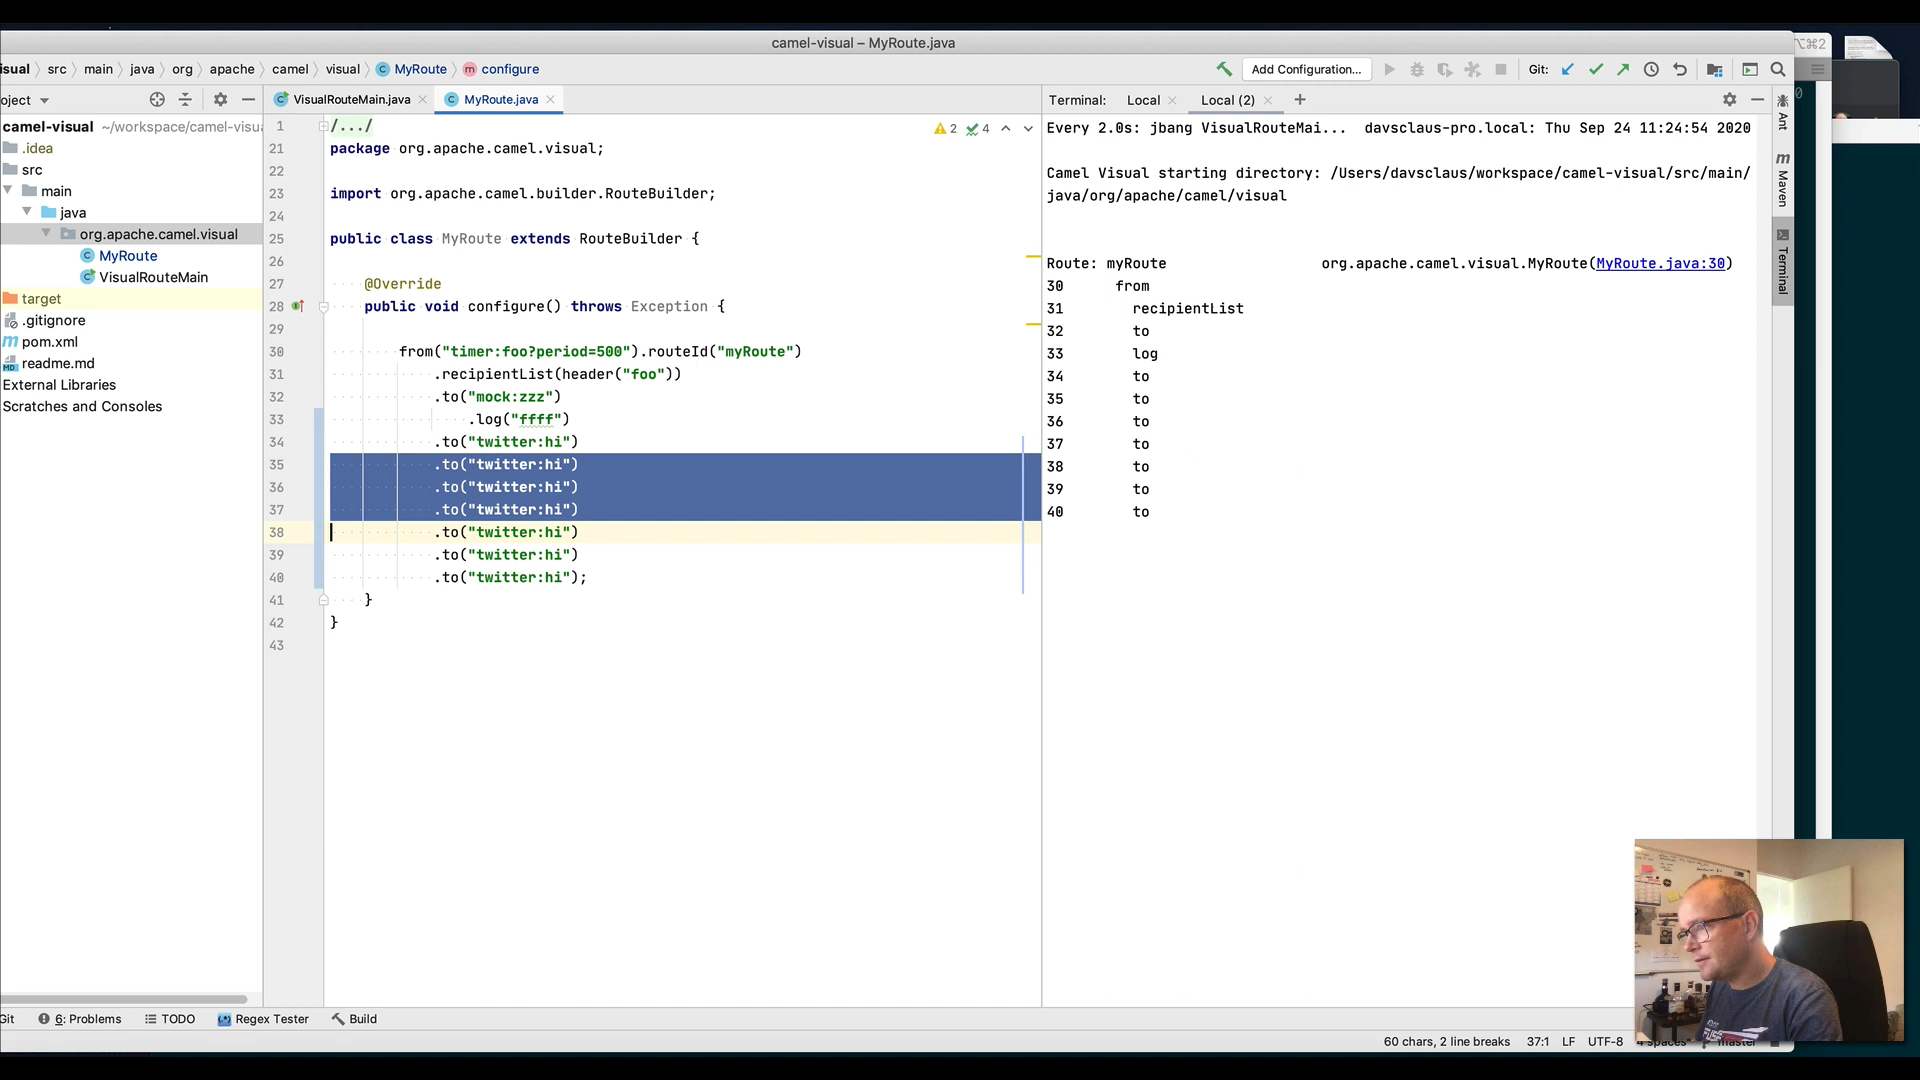 camel-visual – MyRoute.java
⌥⌘2
isual 〉 src 〉 main 〉 java 〉 org 〉 apache 〉 camel 〉 visual 〉 MyRoute 〉 configure
Add Configuration...
Git:
oject
VisualRouteMain.java
MyRoute.java
Terminal: Local Local (2)
camel-visual ~/workspace/camel-visu
.idea
src
main
java
org.apache.camel.visual
MyRoute
VisualRouteMain
target
.gitignore
pom.xml
readme.md
External Libraries
Scratches and Consoles
2 4
1 /.../
21 package org.apache.camel.visual;
22
23 import org.apache.camel.builder.RouteBuilder;
24
25 public class MyRoute extends RouteBuilder {
26
27 @Override
28 public void configure() throws Exception {
29
30 from("timer:foo?period=500").routeId("myRoute")
31 .recipientList(header("foo"))
32 .to("mock:zzz")
33 .log("ffff")
34 .to("twitter:hi")
35 .to("twitter:hi")
36 .to("twitter:hi")
37 .to("twitter:hi")
38 .to("twitter:hi")
39 .to("twitter:hi")
40 .to("twitter:hi");
41 }
42 }
43
Every 2.0s: jbang VisualRouteMai... davsclaus-pro.local: Thu Sep 24 11:24:54 2020
Camel Visual starting directory: /Users/davsclaus/workspace/camel-visual/src/main/
java/org/apache/camel/visual
Route: myRoute org.apache.camel.visual.MyRoute(MyRoute.java:30)
30 from
31 recipientList
32 to
33 log
34 to
35 to
36 to
37 to
38 to
39 to
40 to
Ant
Maven
Terminal
Git
6: Problems
TODO
Regex Tester
Build
60 chars, 2 line breaks 37:1 LF UTF-8 4 spaces master